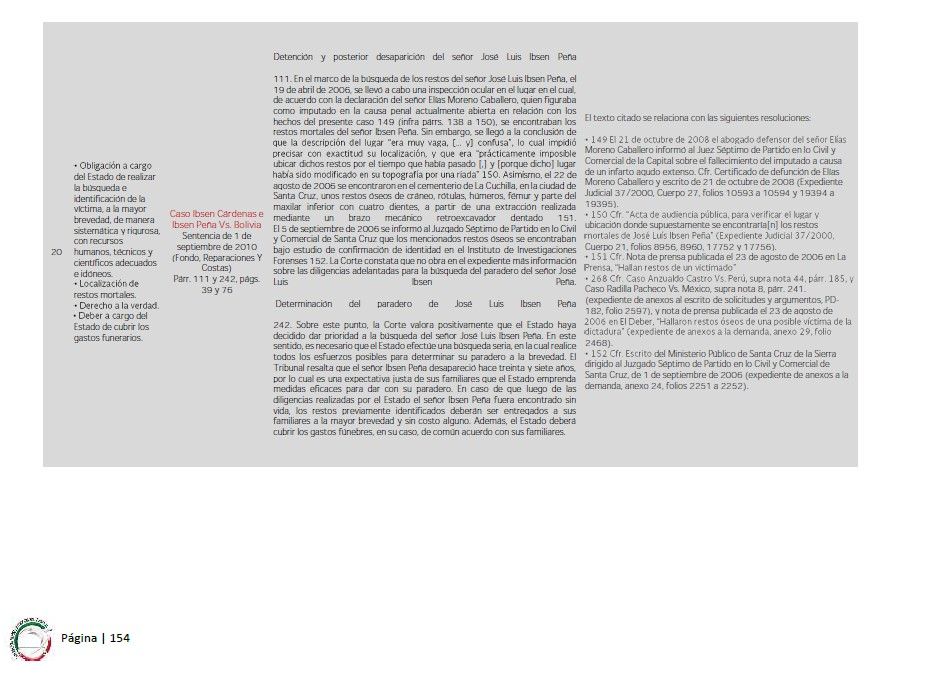 20
• Obligación a cargo
del Estado de realizar
la búsqueda e
identificación de la
víctima, a la mayor
brevedad, de manera
sistemática y rigurosa,
con recursos
humanos, técnicos y
científicos adecuados
e idóneos.
• Localización de
restos mortales.
• Derecho a la verdad.
• Deber a cargo del
Estado de cubrir los
gastos funerarios.
Caso Ibsen Cárdenas e
Ibsen Peña Vs. Bolivia
Sentencia de 1 de
septiembre de 2010
(Fondo, Reparaciones Y
Costas)
Párr. 111 y 242, págs.
39 y 76
Detención y posterior desaparición del señor José Luis Ibsen Peña
111. En el marco de la búsqueda de los restos del señor José Luis Ibsen Peña, el
19 de abril de 2006, se llevó a cabo una inspección ocular en el lugar en el cual,
de acuerdo con la declaración del señor Elías Moreno Caballero, quien figuraba
como imputado en la causa penal actualmente abierta en relación con los
hechos del presente caso 149 (infra párrs. 138 a 150), se encontraban los
restos mortales del señor Ibsen Peña. Sin embargo, se llegó a la conclusión de
que la descripción del lugar "era muy vaga, [... y] confusa", lo cual impidió
precisar con exactitud su localización, y que era "prácticamente imposible
ubicar dichos restos por el tiempo que había pasado [,] y [porque dicho] lugar
había sido modificado en su topografía por una riada" 150. Asimismo, el 22 de
agosto de 2006 se encontraron en el cementerio de La Cuchilla, en la ciudad de
Santa Cruz, unos restos óseos de cráneo, rótulas, húmeros, fémur y parte del
maxilar inferior con cuatro dientes, a partir de una extracción realizada
mediante un brazo mecánico retroexcavador dentado 151.
El 5 de septiembre de 2006 se informó al Juzgado Séptimo de Partido en lo Civil
y Comercial de Santa Cruz que los mencionados restos óseos se encontraban
bajo estudio de confirmación de identidad en el Instituto de Investigaciones
Forenses 152. La Corte constata que no obra en el expediente más información
sobre las diligencias adelantadas para la búsqueda del paradero del señor José
Luis Ibsen Peña.
Determinación del paradero de José Luis Ibsen Peña
242. Sobre este punto, la Corte valora positivamente que el Estado haya
decidido dar prioridad a la búsqueda del señor José Luis Ibsen Peña. En este
sentido, es necesario que el Estado efectúe una búsqueda seria, en la cual realice
todos los esfuerzos posibles para determinar su paradero a la brevedad. El
Tribunal resalta que el señor Ibsen Peña desapareció hace treinta y siete años,
por lo cual es una expectativa justa de sus familiares que el Estado emprenda
medidas eficaces para dar con su paradero. En caso de que luego de las
diligencias realizadas por el Estado el señor Ibsen Peña fuera encontrado sin
vida, los restos previamente identificados deberán ser entregados a sus
familiares a la mayor brevedad y sin costo alguno. Además, el Estado deberá
cubrir los gastos fúnebres, en su caso, de común acuerdo con sus familiares.
El texto citado se relaciona con las siguientes resoluciones:
• 149 El 21 de octubre de 2008 el abogado defensor del señor Elías
Moreno Caballero informó al Juez Séptimo de Partido en lo Civil y
Comercial de la Capital sobre el fallecimiento del imputado a causa
de un infarto agudo extenso. Cfr. Certificado de defunción de Elías
Moreno Caballero y escrito de 21 de octubre de 2008 (Expediente
Judicial 37/2000, Cuerpo 27, folios 10593 a 10594 y 19394 a
19395).
• 150 Cfr. "Acta de audiencia pública, para verificar el lugar y
ubicación donde supuestamente se encontraría[n] los restos
mortales de José Luis Ibsen Peña" (Expediente Judicial 37/2000,
Cuerpo 21, folios 8956, 8960, 17752 y 17756).
• 151 Cfr. Nota de prensa publicada el 23 de agosto de 2006 en La
Prensa, "Hallan restos de un victimado"
• 268 Cfr. Caso Anzualdo Castro Vs. Perú, supra nota 44, párr. 185, y
Caso Radilla Pacheco Vs. México, supra nota 8, párr. 241.
(expediente de anexos al escrito de solicitudes y argumentos, PD-
182, folio 2597), y nota de prensa publicada el 23 de agosto de
2006 en El Deber, "Hallaron restos óseos de una posible víctima de la
dictadura" (expediente de anexos a la demanda, anexo 29, folio
2468).
• 152 Cfr. Escrito del Ministerio Público de Santa Cruz de la Sierra
dirigido al Juzgado Séptimo de Partido en lo Civil y Comercial de
Santa Cruz, de 1 de septiembre de 2006 (expediente de anexos a la
demanda, anexo 24, folios 2251 a 2252).
Página | 154